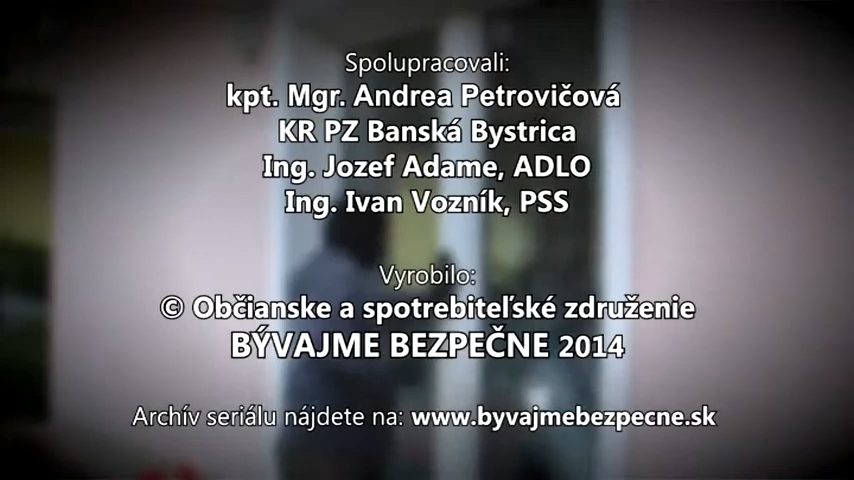 Spolupracovali:
kpt. Mgr. Andrea Petrovičová
KR PZ Banská Bystrica
Ing. Jozef Adame, ADLO
Ing. Ivan Vozník, PSS
Vyrobilo:
© Občianske a spotrebiteľské združenie
BÝVAJME BEZPEČNE 2014
Archív seriálu nájdete na: www.byvajmebezpecne.sk